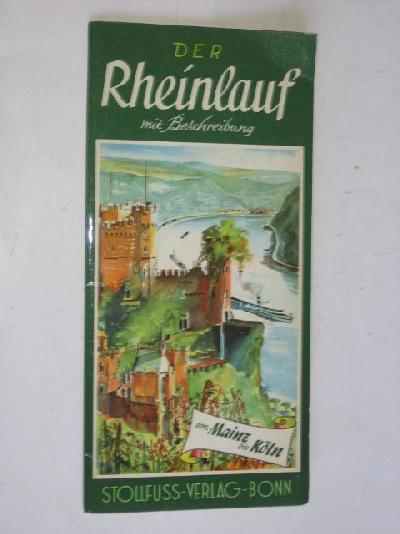 DER
Rheinlauf
mit Beschreibung
von Mainz
bis Köln
STOLLFUSS-VERLAG-BONN